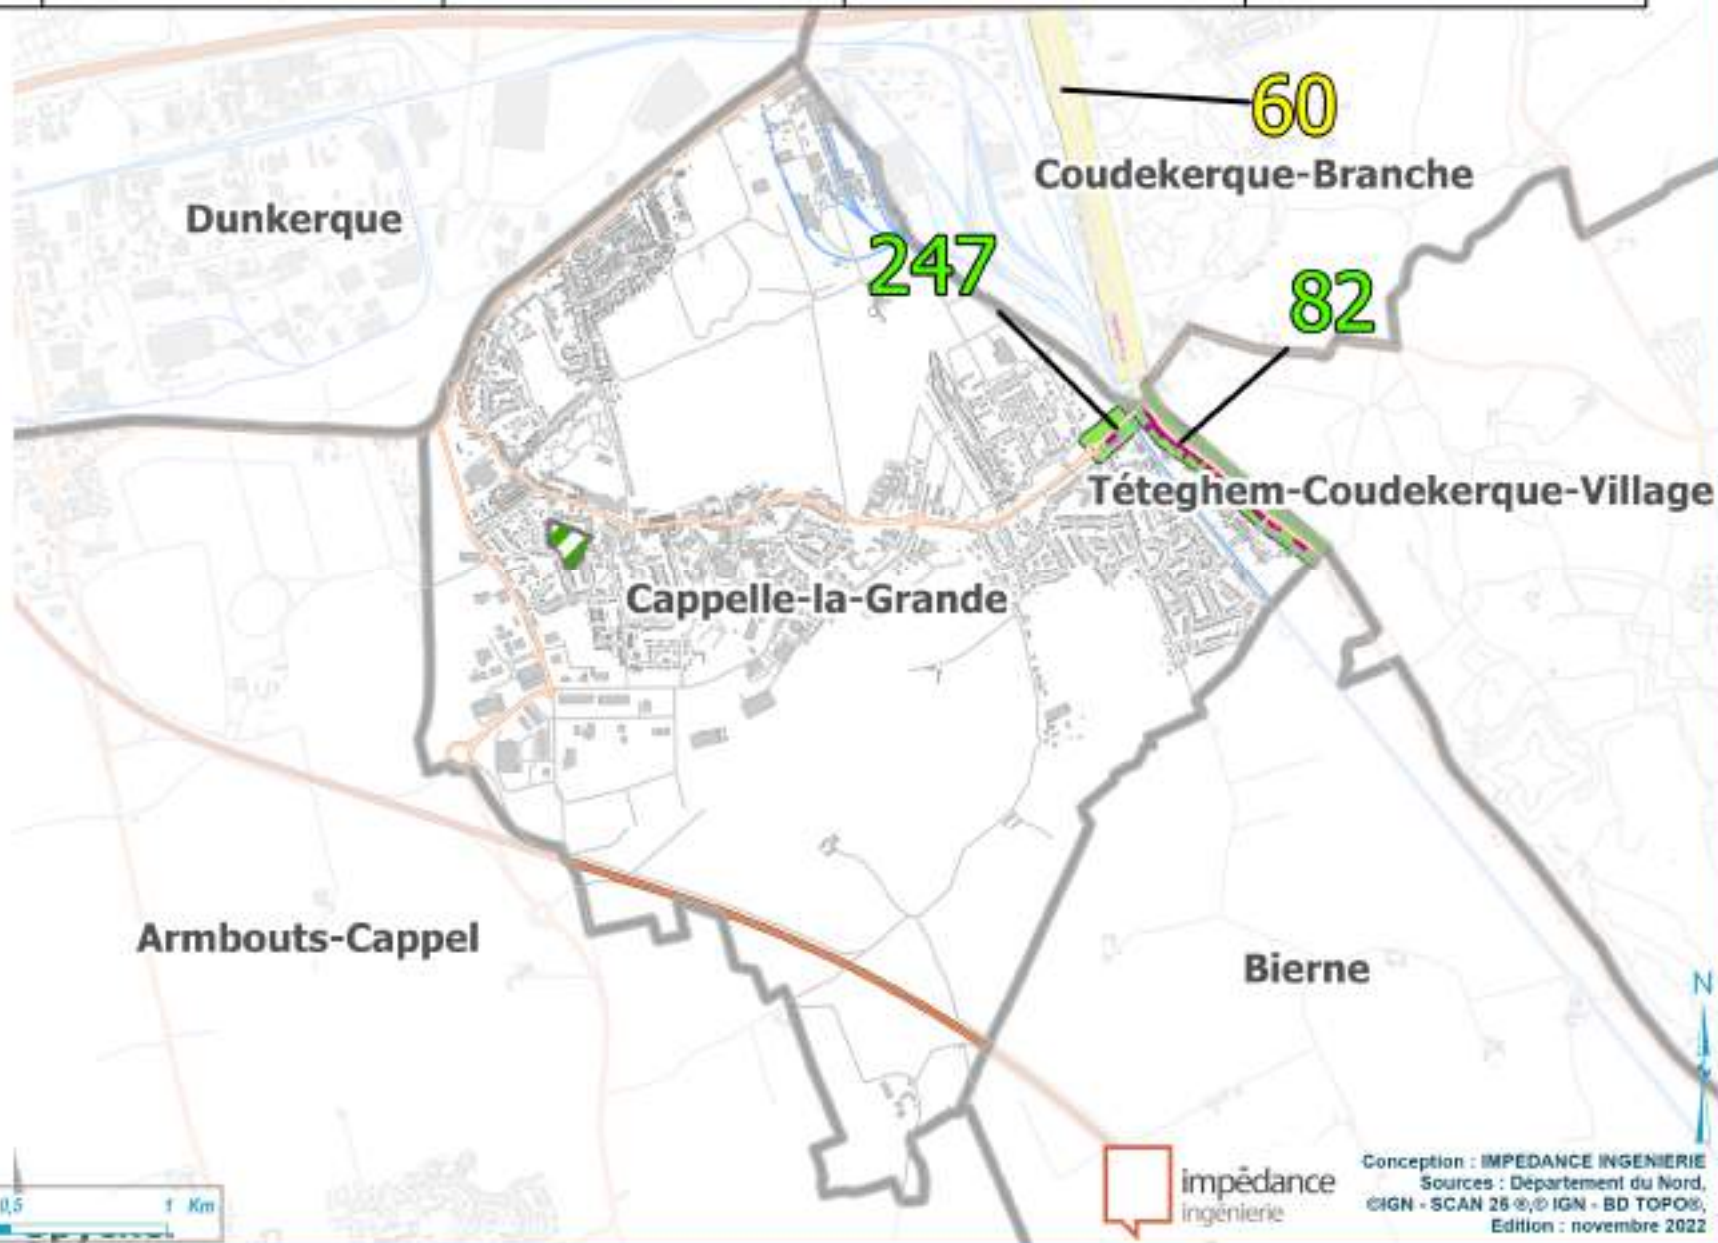 60
Coudekerque-Branche
Dunkerque
247
82
Téteghem-Coudekerque-Village
Cappelle-la-Grande
Armbouts-Cappel
Bierne
N
0,5 1 Km
impédance
ingénierie
Conception : IMPEDANCE INGENIERIE
Sources : Département du Nord,
©IGN - SCAN 25 ®,© IGN - BD TOPO®,
Edition : novembre 2022